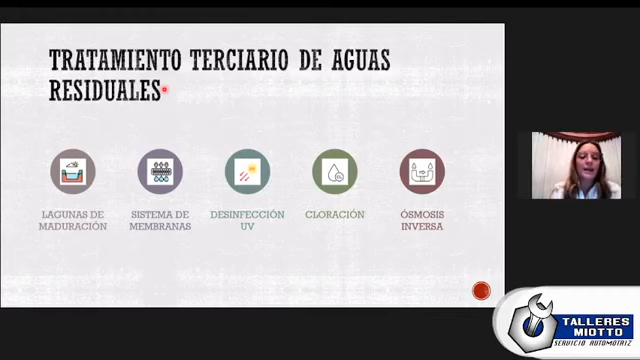 TRATAMIENTO TERCIARIO DE AGUAS
RESIDUALES
LAGUNAS DE
MADURACIÓN
SISTEMA DE
MEMBRANAS
DESINFECCIÓN
UV
CLORACIÓN
ÓSMOSIS
INVERSA
TALLERES
MIOTTO
SERVICIO AUTOMOTRIZ